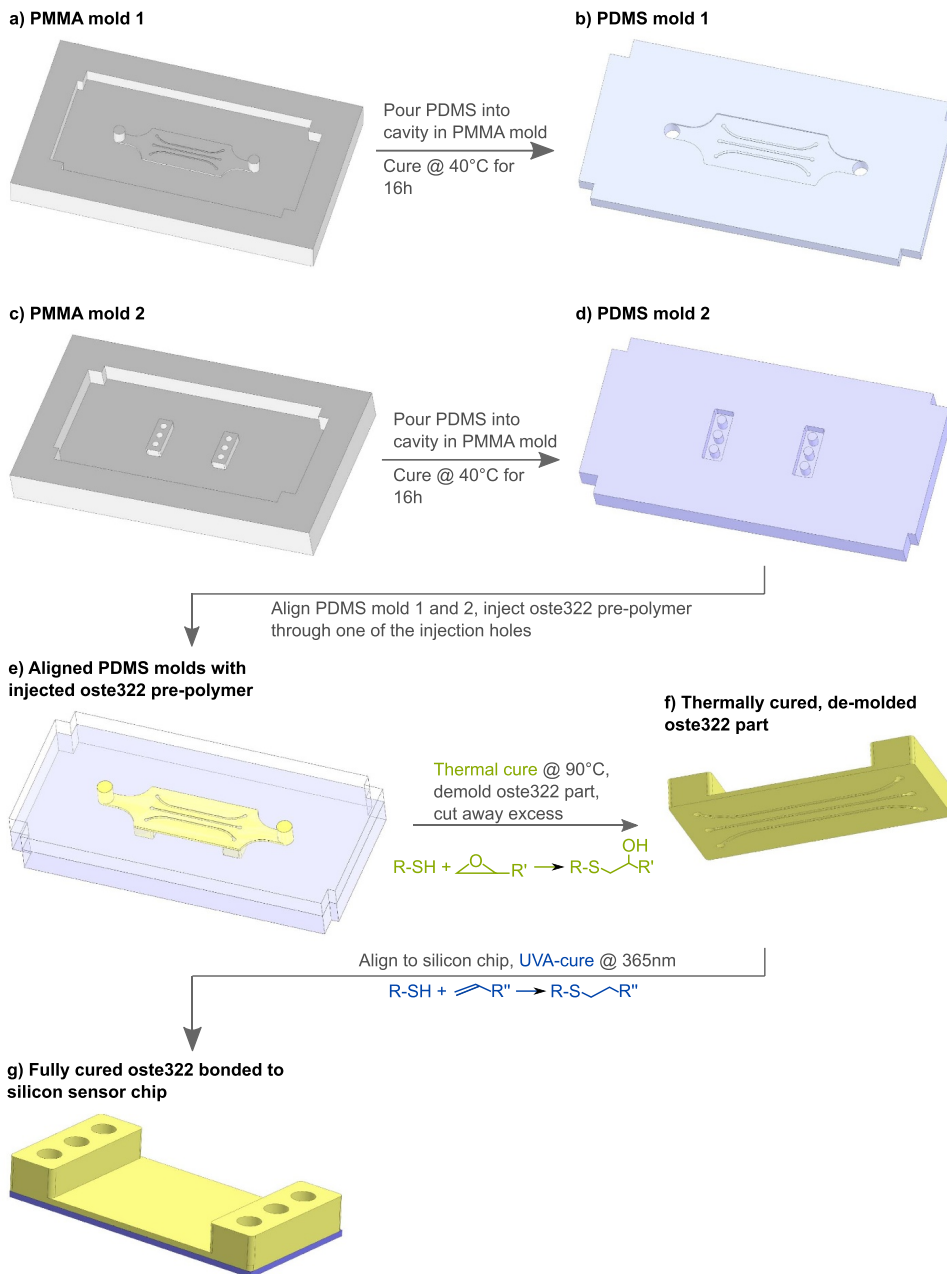 a) PMMA mold 1
b) PDMS mold 1
Pour PDMS into
cavity in PMMA mold
Cure @ 40°C for
16h
c) PMMA mold 2
d) PDMS mold 2
Pour PDMS into
cavity in PMMA mold
Cure @ 40°C for
16h
Align PDMS mold 1 and 2, inject oste322 pre-polymer
through one of the injection holes
e) Aligned PDMS molds with
injected oste322 pre-polymer
f) Thermally cured, de-molded
oste322 part
Thermal cure @ 90°C,
demold oste322 part,
cut away excess
OH
R-SH + O R' R-S R'
Align to silicon chip, UVA-cure @ 365nm
R-SH + R" R-S R"
g) Fully cured oste322 bonded to
silicon sensor chip